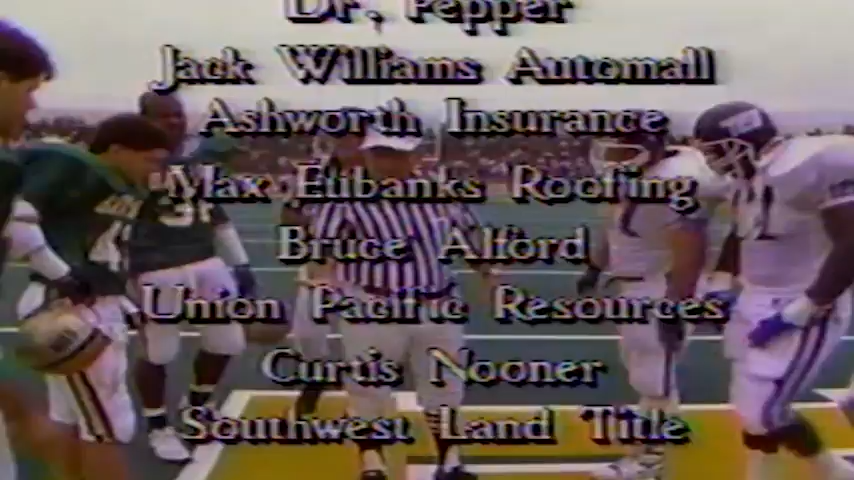 Dr. Pepper
Jack Williams Automall
Ashworth Insurance
Max Eubanks Roofing
Bruce Alford
Union Pacific Resources
Curtis Nooner
Southwest Land Title